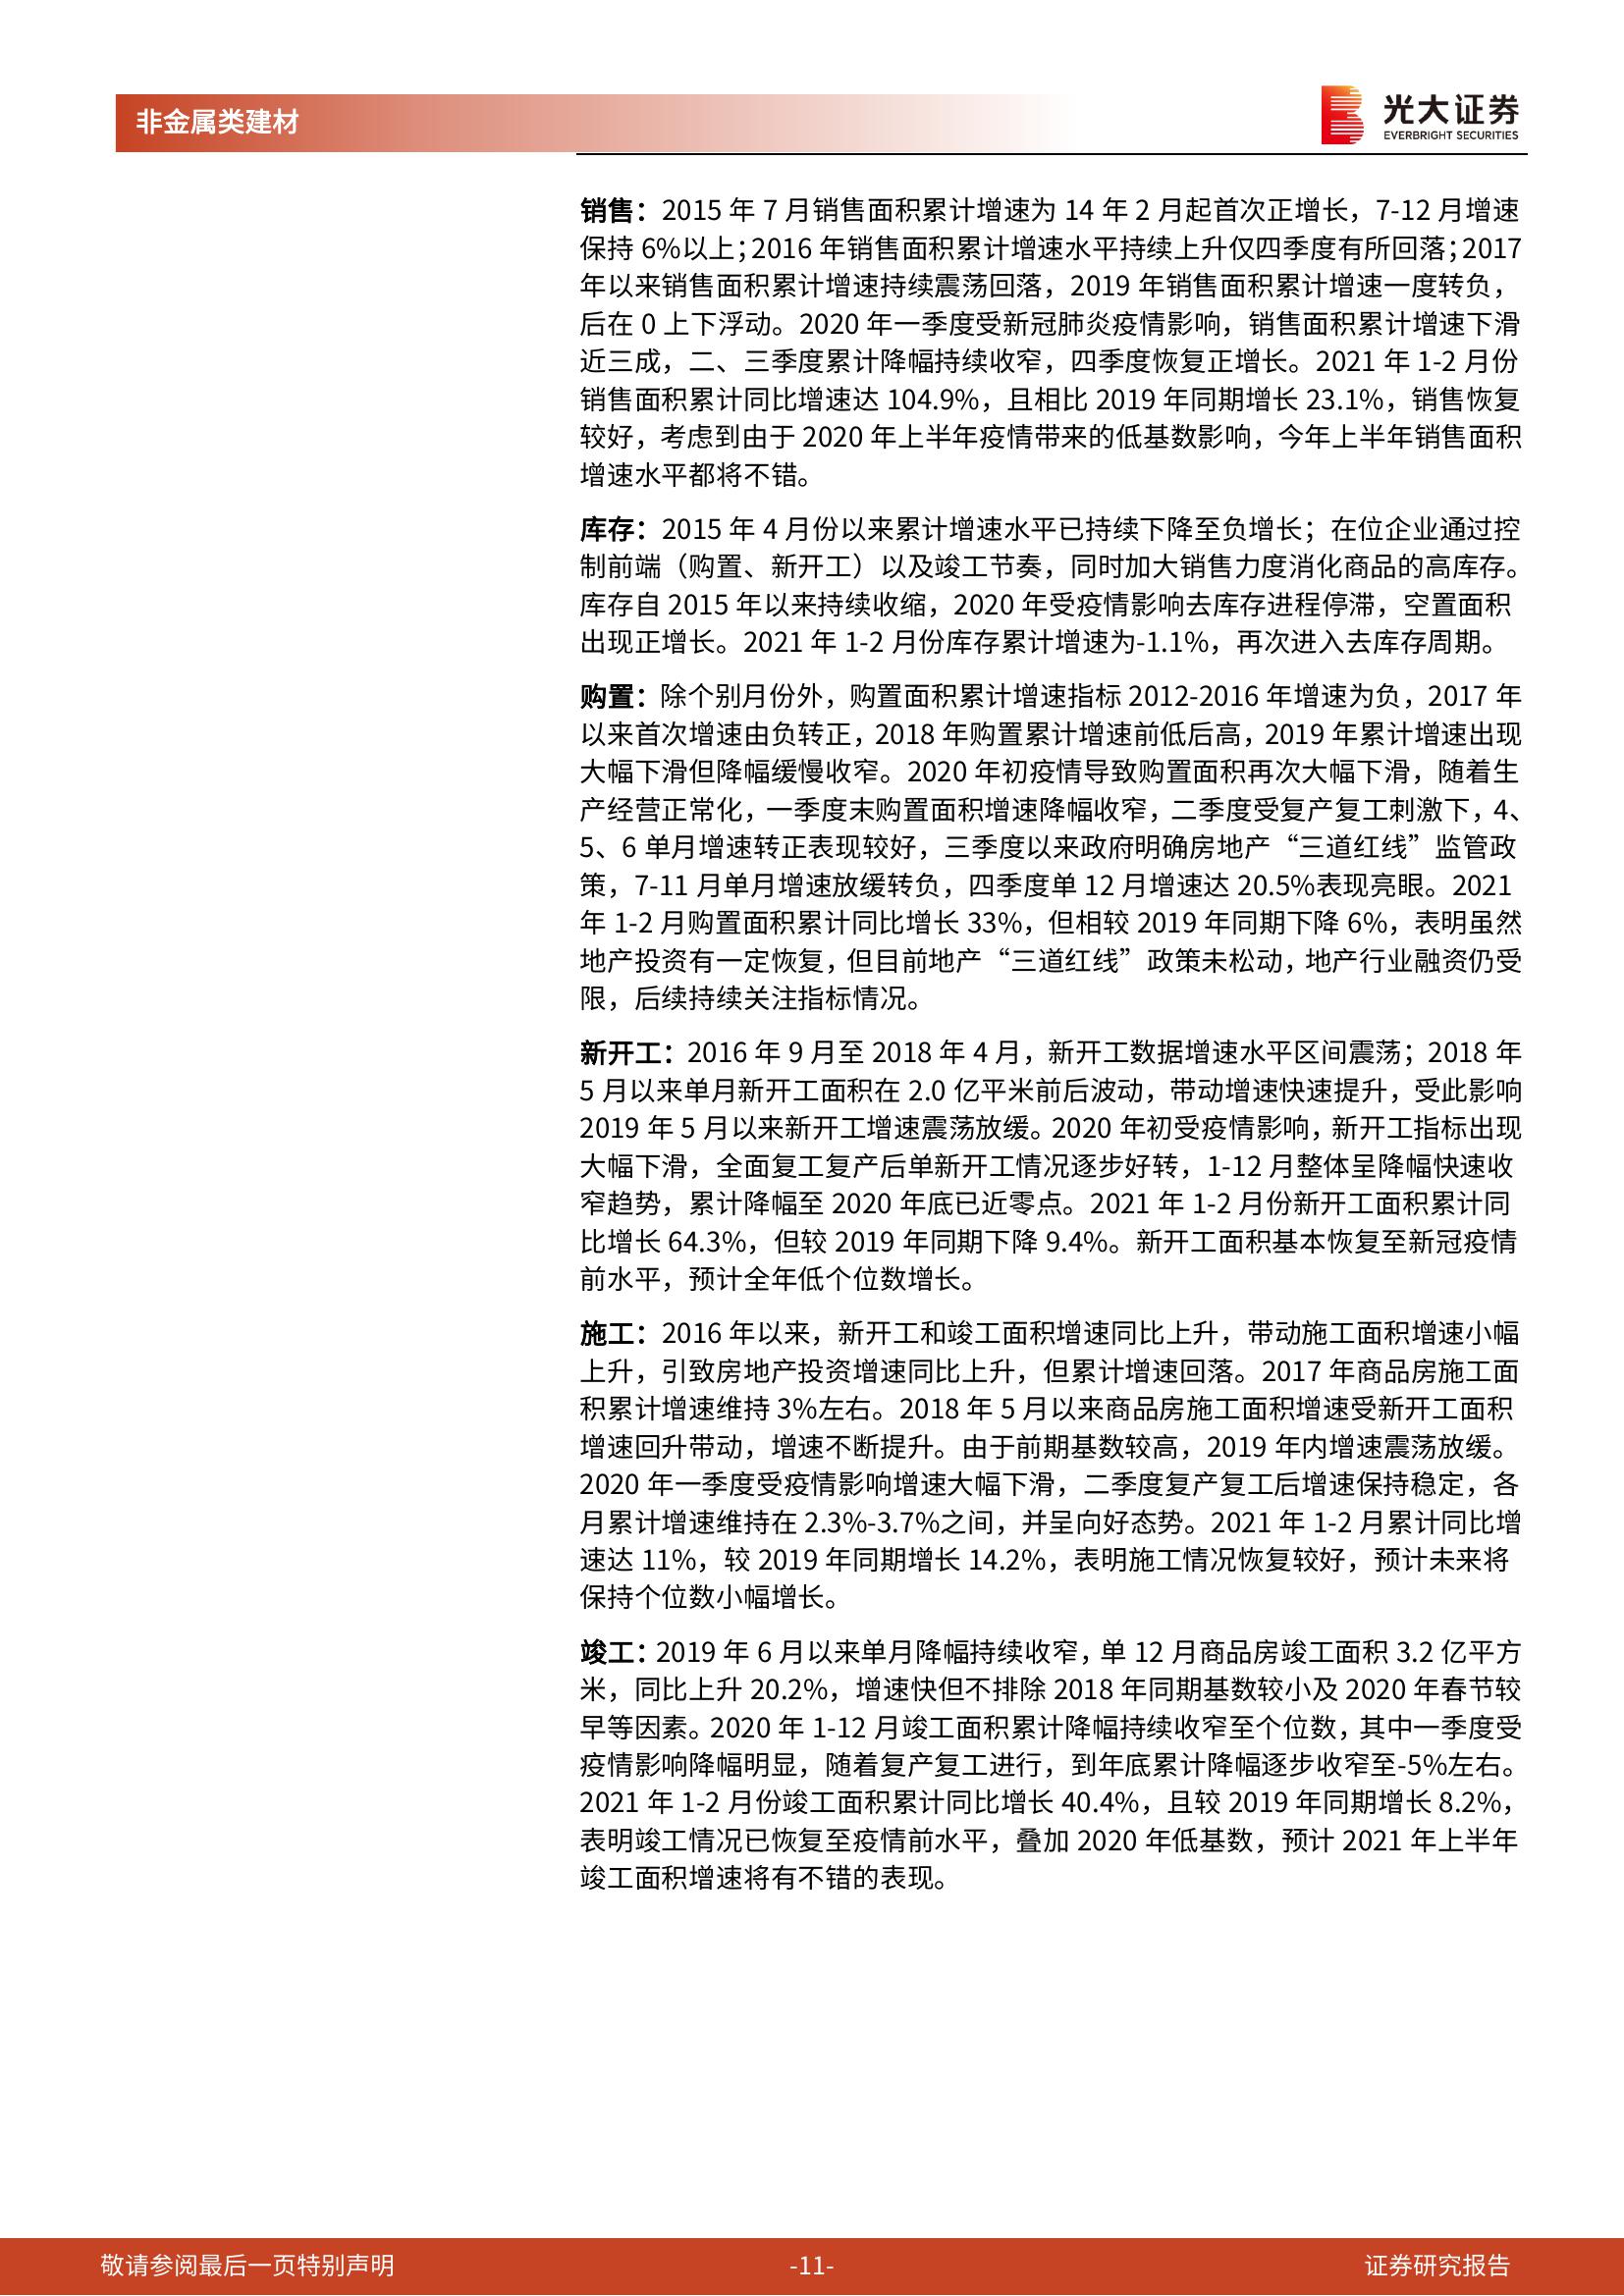 非金属类建材
光大证券
EVERBRIGHT SECURITIES
销售：2015 年 7 月销售面积累计增速为 14 年 2 月起首次正增长，7-12 月增速
保持 6%以上；2016 年销售面积累计增速水平持续上升仅四季度有所回落；2017
年以来销售面积累计增速持续震荡回落，2019 年销售面积累计增速一度转负，
后在 0 上下浮动。2020 年一季度受新冠肺炎疫情影响，销售面积累计增速下滑
近三成，二、三季度累计降幅持续收窄，四季度恢复正增长。2021 年 1-2 月份
销售面积累计同比增速达 104.9%，且相比 2019 年同期增长 23.1%，销售恢复
较好，考虑到由于 2020 年上半年疫情带来的低基数影响，今年上半年销售面积
增速水平都将不错。
库存：2015 年 4 月份以来累计增速水平已持续下降至负增长；在位企业通过控
制前端（购置、新开工）以及竣工节奏，同时加大销售力度消化商品的高库存。
库存自 2015 年以来持续收缩，2020 年受疫情影响去库存进程停滞，空置面积
出现正增长。2021 年 1-2 月份库存累计增速为-1.1%，再次进入去库存周期。
购置：除个别月份外，购置面积累计增速指标 2012-2016 年增速为负，2017 年
以来首次增速由负转正，2018 年购置累计增速前低后高，2019 年累计增速出现
大幅下滑但降幅缓慢收窄。2020 年初疫情导致购置面积再次大幅下滑，随着生
产经营正常化，一季度末购置面积增速降幅收窄，二季度受复产复工刺激下，4、
5、6 单月增速转正表现较好，三季度以来政府明确房地产“三道红线”监管政
策，7-11 月单月增速放缓转负，四季度单 12 月增速达 20.5%表现亮眼。2021
年 1-2 月购置面积累计同比增长 33%，但相较 2019 年同期下降 6%，表明虽然
地产投资有一定恢复，但目前地产“三道红线”政策未松动，地产行业融资仍受
限，后续持续关注指标情况。
新开工：2016 年 9 月至 2018 年 4 月，新开工数据增速水平区间震荡；2018 年
5 月以来单月新开工面积在 2.0 亿平米前后波动，带动增速快速提升，受此影响
2019 年 5 月以来新开工增速震荡放缓。2020 年初受疫情影响，新开工指标出现
大幅下滑，全面复工复产后单新开工情况逐步好转，1-12 月整体呈降幅快速收
窄趋势，累计降幅至 2020 年底已近零点。2021 年 1-2 月份新开工面积累计同
比增长 64.3%，但较 2019 年同期下降 9.4%。新开工面积基本恢复至新冠疫情
前水平，预计全年低个位数增长。
施工：2016 年以来，新开工和竣工面积增速同比上升，带动施工面积增速小幅
上升，引致房地产投资增速同比上升，但累计增速回落。2017 年商品房施工面
积累计增速维持 3%左右。2018 年 5 月以来商品房施工面积增速受新开工面积
增速回升带动，增速不断提升。由于前期基数较高，2019 年内增速震荡放缓。
2020 年一季度受疫情影响增速大幅下滑，二季度复产复工后增速保持稳定，各
月累计增速维持在 2.3%-3.7%之间，并呈向好态势。2021 年 1-2 月累计同比增
速达 11%，较 2019 年同期增长 14.2%，表明施工情况恢复较好，预计未来将
保持个位数小幅增长。
竣工：2019 年 6 月以来单月降幅持续收窄，单 12 月商品房竣工面积 3.2 亿平方
米，同比上升 20.2%，增速快但不排除 2018 年同期基数较小及 2020 年春节较
早等因素。2020 年 1-12 月竣工面积累计降幅持续收窄至个位数，其中一季度受
疫情影响降幅明显，随着复产复工进行，到年底累计降幅逐步收窄至-5%左右。
2021 年 1-2 月份竣工面积累计同比增长 40.4%，且较 2019 年同期增长 8.2%，
表明竣工情况已恢复至疫情前水平，叠加 2020 年低基数，预计 2021 年上半年
竣工面积增速将有不错的表现。
敬请参阅最后一页特别声明
-11-
证券研究报告